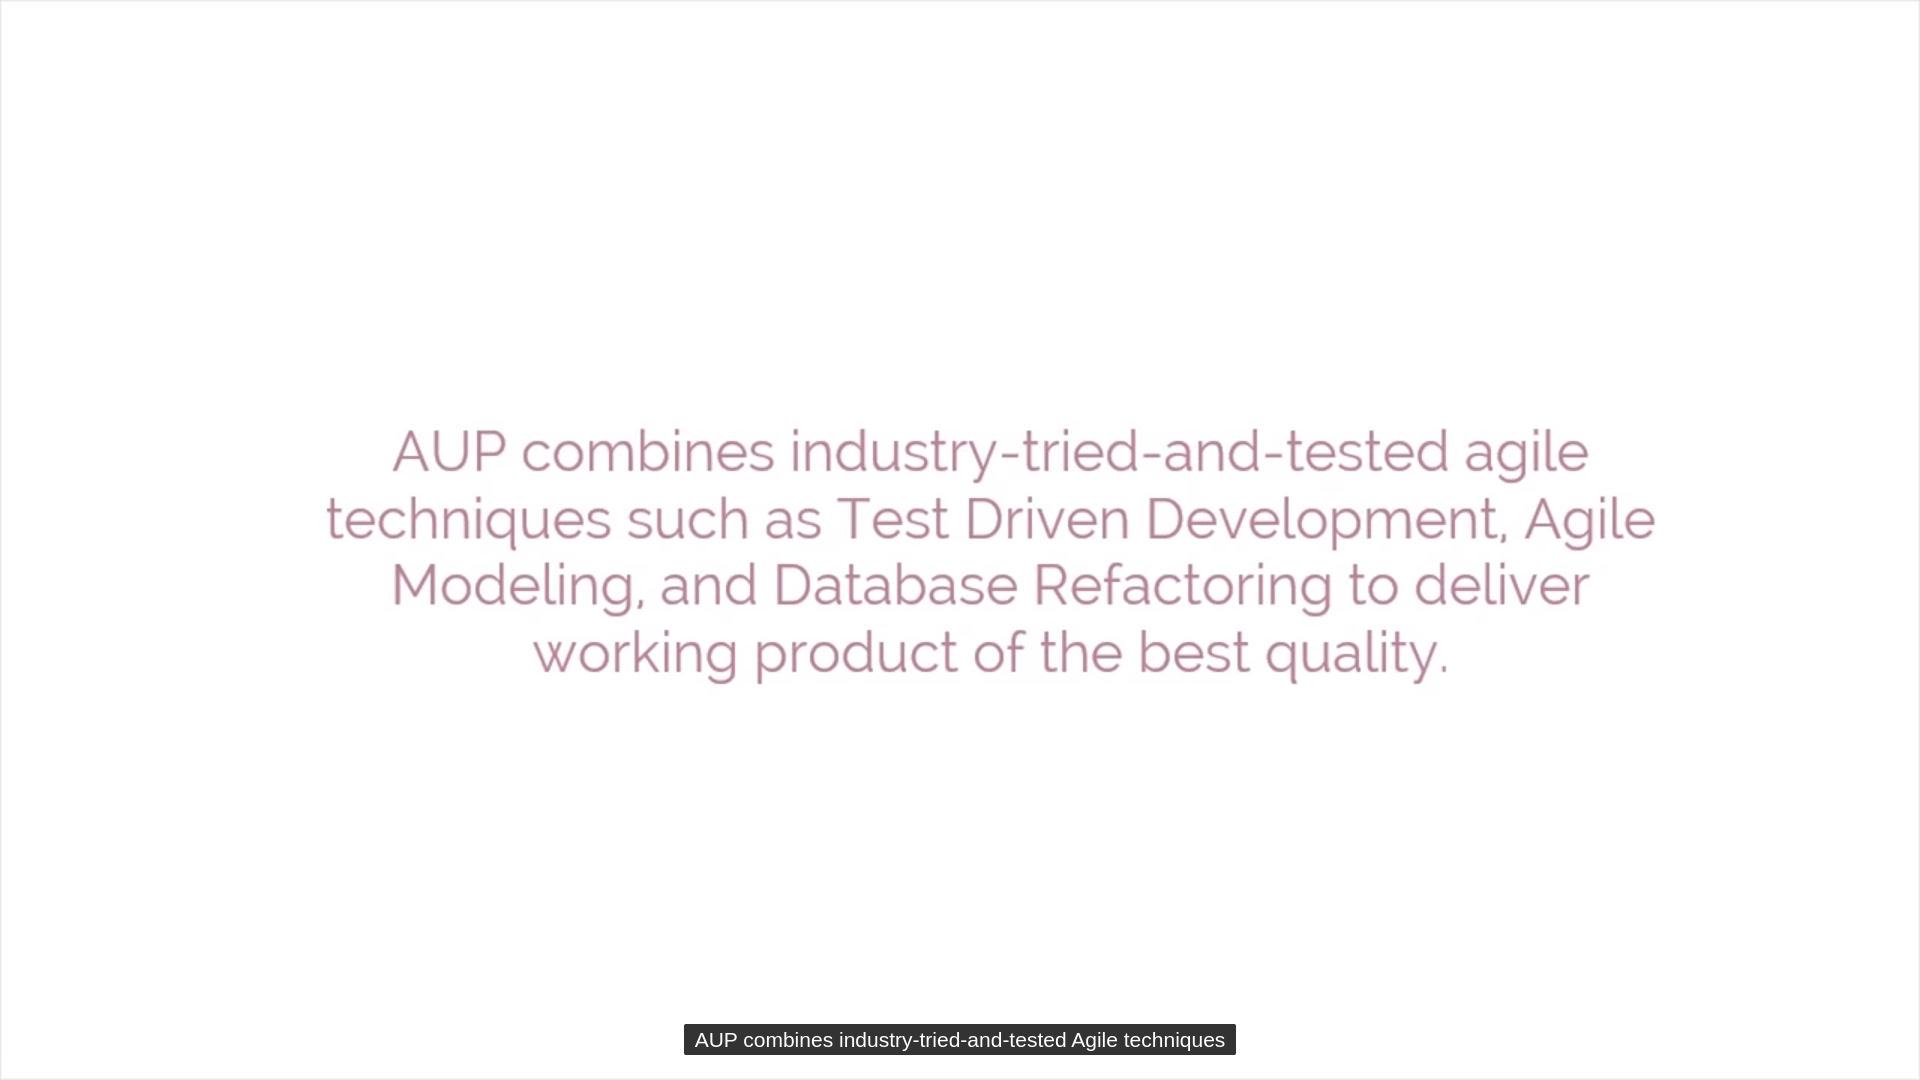 AUP combines industry-tried-and-tested agile
techniques such as Test Driven Development, Agile
Modeling, and Database Refactoring to deliver
working product of the best quality.
AUP combines industry-tried-and-tested Agile techniques